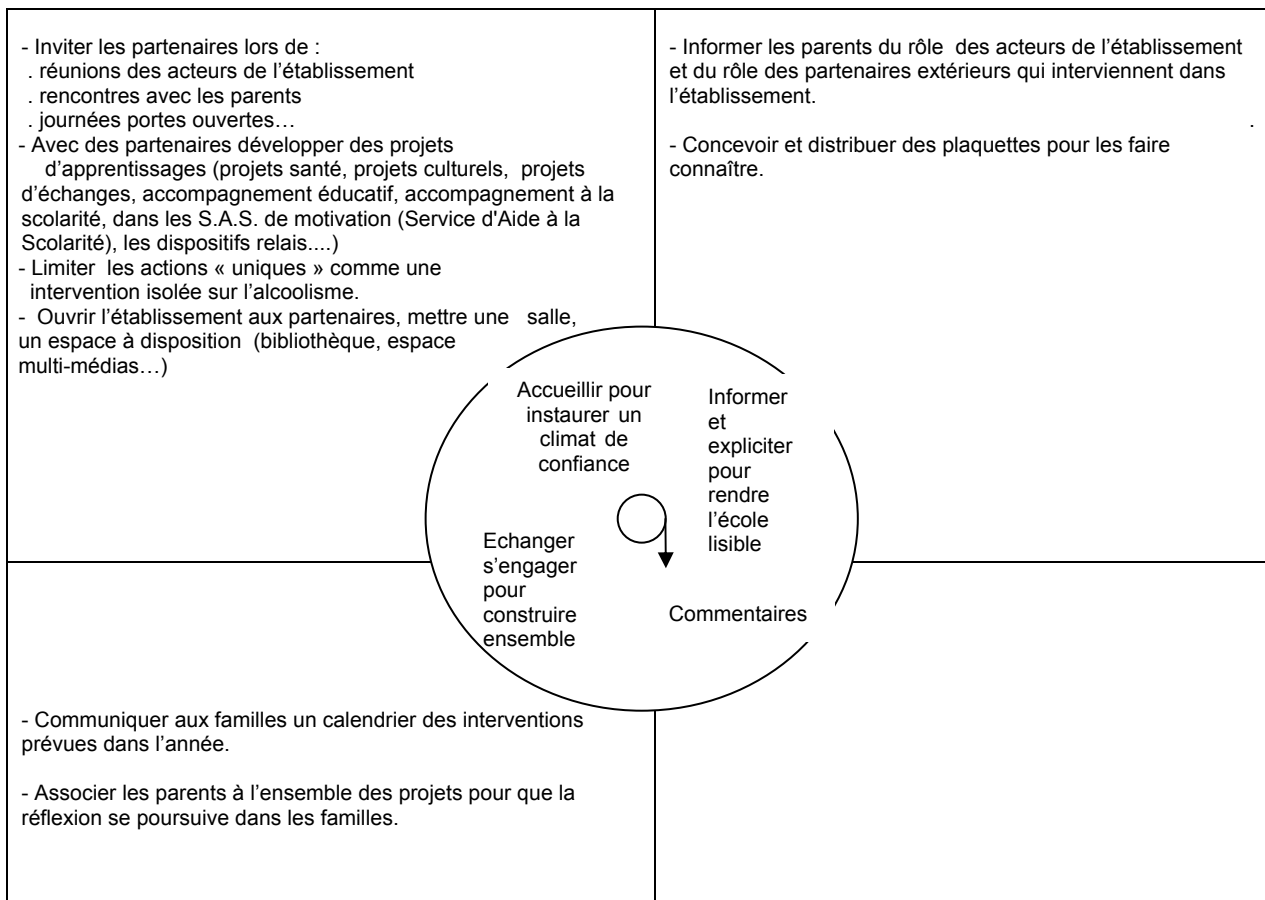 - Inviter les partenaires lors de :
. réunions des acteurs de l’établissement
. rencontres avec les parents
. journées portes ouvertes…
- Avec des partenaires développer des projets
d’apprentissages (projets santé, projets culturels, projets
d’échanges, accompagnement éducatif, accompagnement à la
scolarité, dans les S.A.S. de motivation (Service d'Aide à la
Scolarité), les dispositifs relais....)
- Limiter les actions « uniques » comme une
intervention isolée sur l’alcoolisme.
- Ouvrir l’établissement aux partenaires, mettre une salle,
un espace à disposition (bibliothèque, espace
multi-médias…)
- Informer les parents du rôle des acteurs de l’établissement
et du rôle des partenaires extérieurs qui interviennent dans
l’établissement.
.
- Concevoir et distribuer des plaquettes pour les faire
connaître.
Accueillir pour
instaurer un
climat de
confiance
Informer
et
expliciter
pour
rendre
l’école
lisible
Echanger
s’engager
pour
construire
ensemble
Commentaires
- Communiquer aux familles un calendrier des interventions
prévues dans l’année.
- Associer les parents à l’ensemble des projets pour que la
réflexion se poursuive dans les familles.